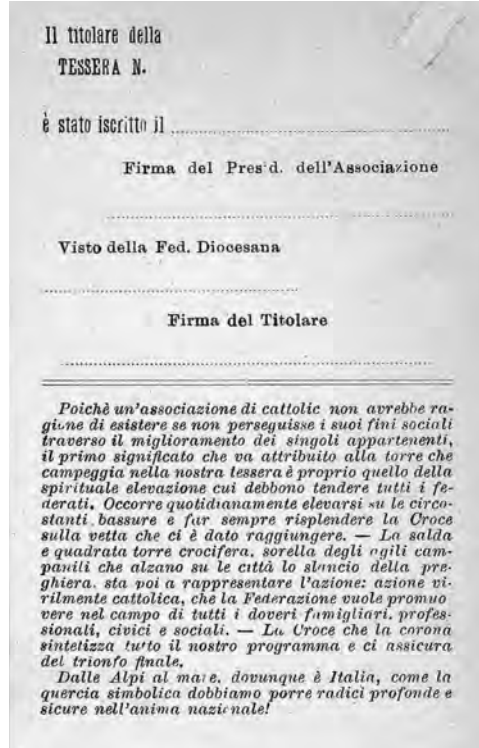 Il titolare della
TESSERA N.
è stato iscritto il
Firma del Presid. dell'Associazione
Visto della Fed. Diocesana
Firma del Titolare
Poichè un'associazione di cattolic non avrebbe ra-
gione di esistere se non perseguisse i suoi fini sociali
traverso il miglioramento dei singoli appartenenti,
il primo significato che va attribuito alla torre che
campeggia nella nostra tessera è proprio quello della
spirituale elevazione cui debbono tendere tutti i fe-
derati. Occorre quotidianamente elevarsi su le circo-
stanti bassure e far sempre risplendere la Croce
sulla vetta che ci è dato raggiungere. — La salda
e quadrata torre crocifera, sorella degli agili cam-
panili che alzano su le città lo slancio della pre-
ghiera, sta poi a rappresentare l'azione: azione vi-
rilmente cattolica, che la Federazione vuole promuo
vere nel campo di tutti i doveri famigliari, profes-
sionali, civici e sociali. — La Croce che la corona
sintetizza tutto il nostro programma e ci assicura
del trionfo finale.
Dalle Alpi al mare, dovunque è Italia, come la
quercia simbolica dobbiamo porre radici profonde e
sicure nell'anima nazionale!